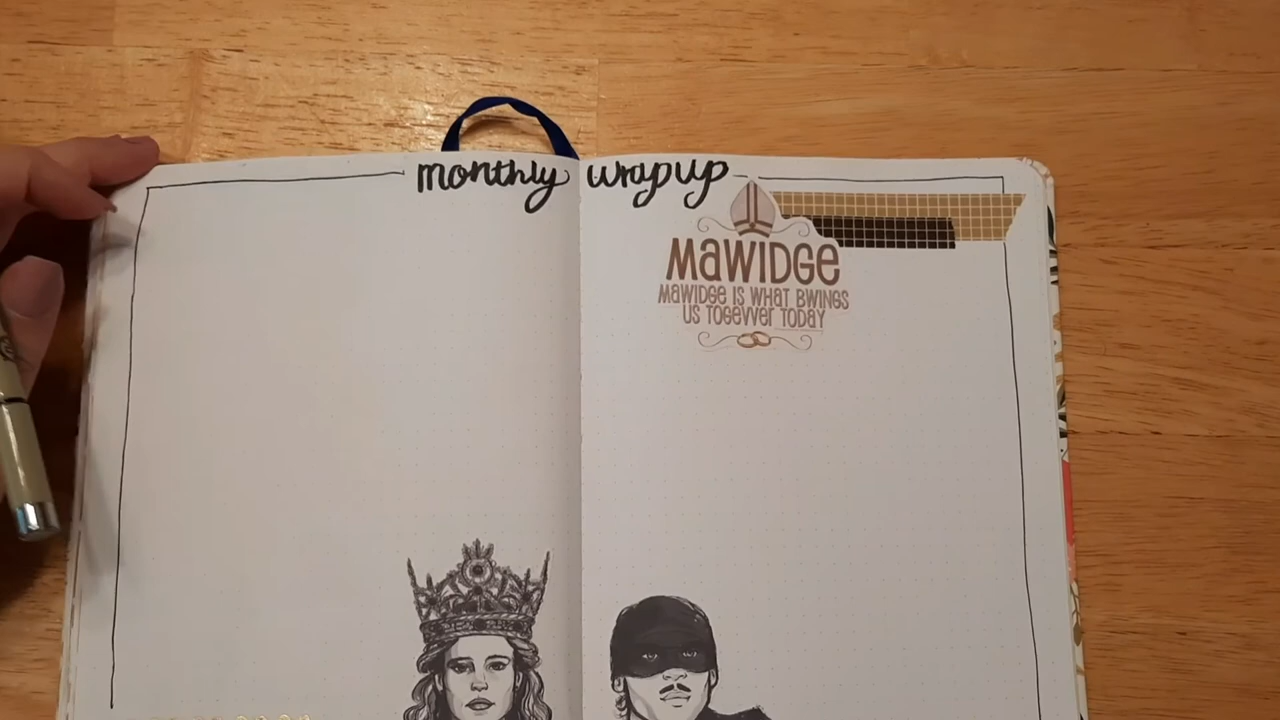 monthly wrapup
MaWIDGe
MaWIDGe IS WHaT BWINGS
US TOGeVVer TODaY